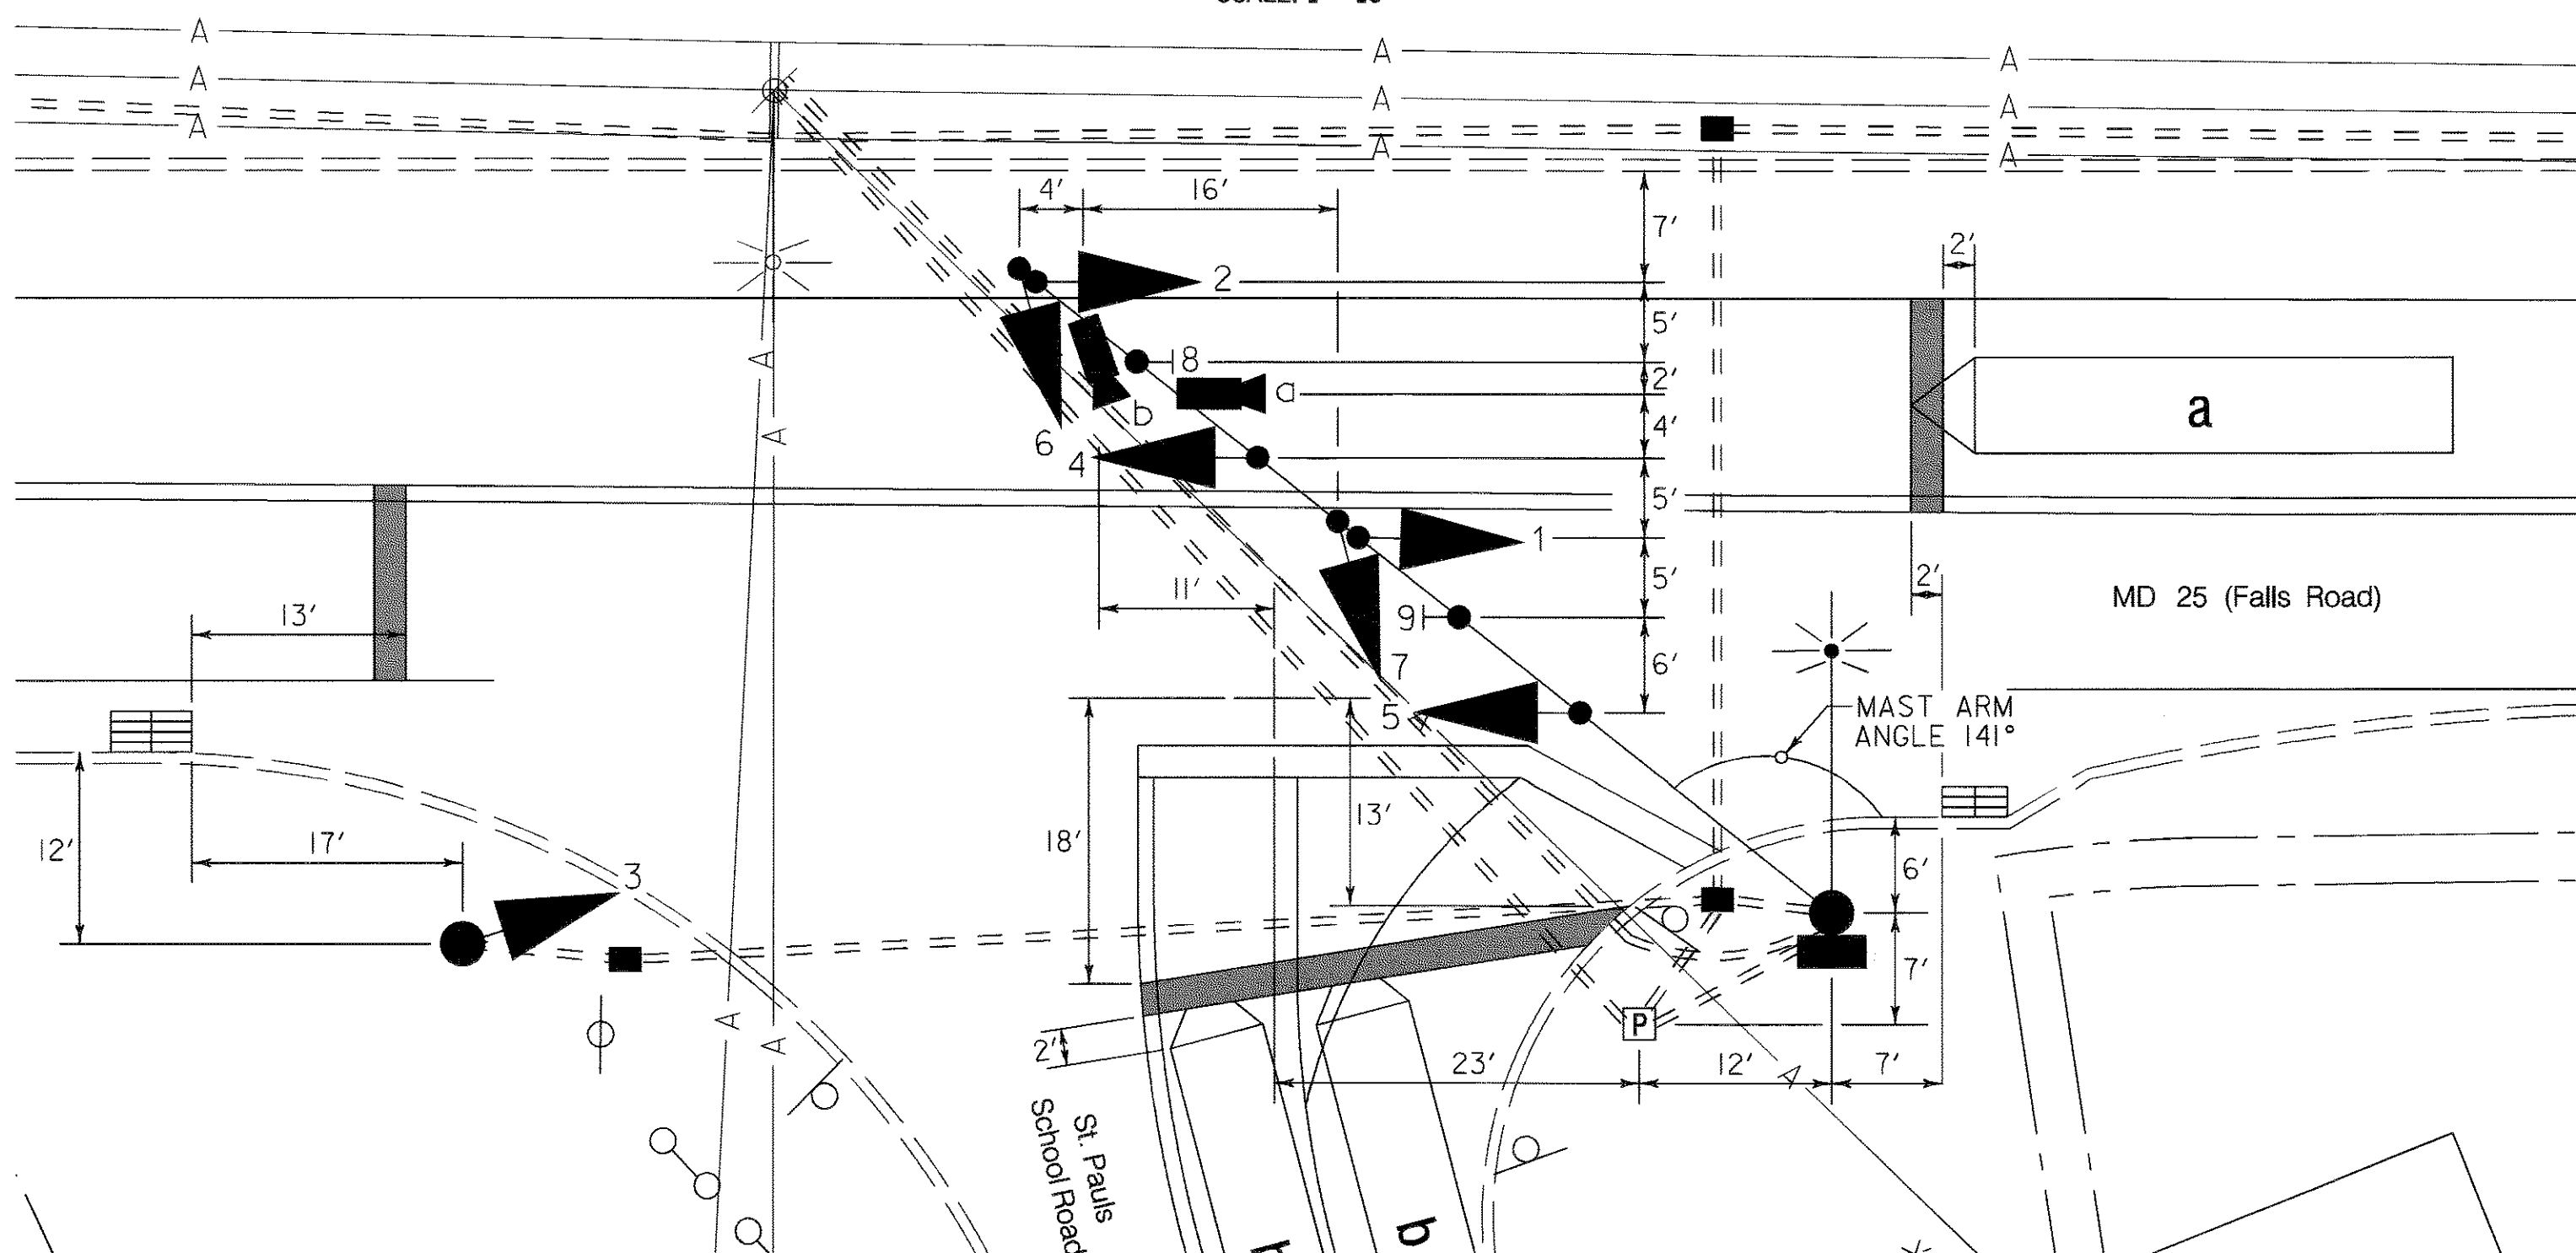 A
A
A
A
A
A
A
A
A
A
4'
16'
7'
2
2'
5'
8
2'
a
a
b
4'
6
4
A
A
5'
1
11'
5'
2'
MD 25 (Falls Road)
13'
9
7
6'
5
MAST ARM
ANGLE 141°
18'
13'
12'
17'
3
6'
7'
P
A
A
2'
23'
12'
A
7'
St. Pauls
School Road
b